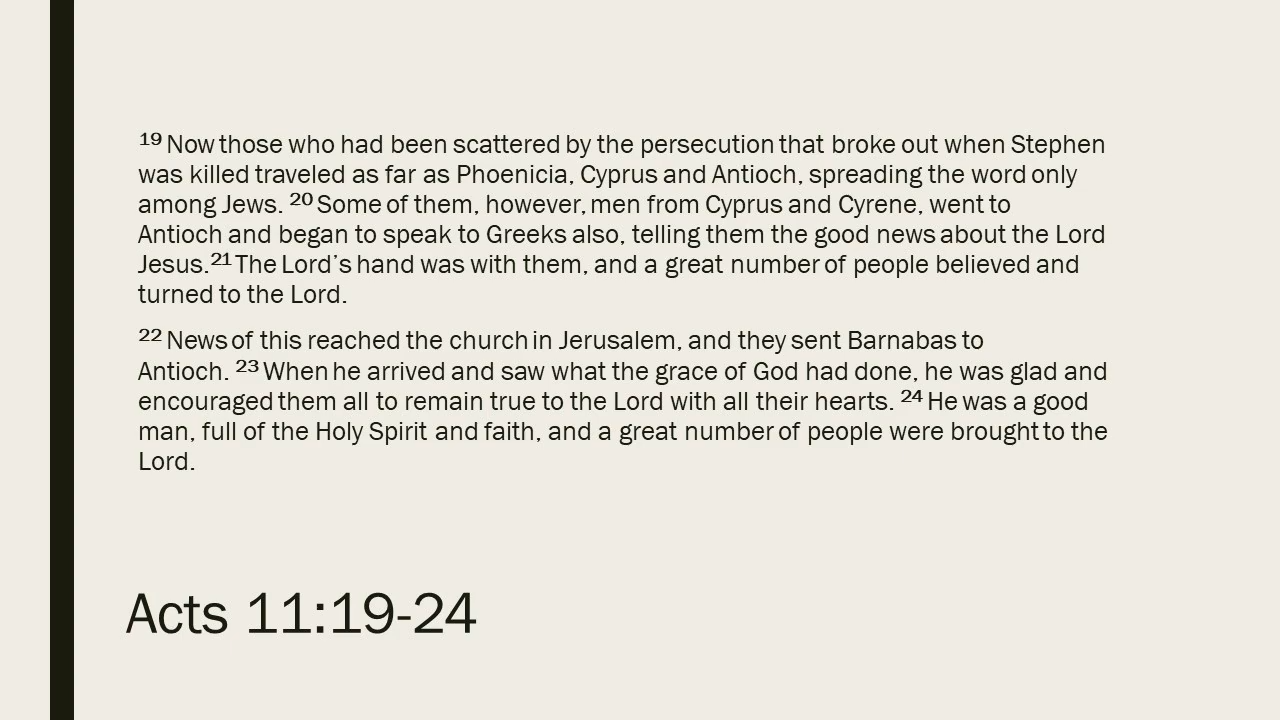 19 Now those who had been scattered by the persecution that broke out when Stephen
was killed traveled as far as Phoenicia, Cyprus and Antioch, spreading the word only
among Jews. 20 Some of them, however, men from Cyprus and Cyrene, went to
Antioch and began to speak to Greeks also, telling them the good news about the Lord
Jesus.21 The Lord’s hand was with them, and a great number of people believed and
turned to the Lord.
22 News of this reached the church in Jerusalem, and they sent Barnabas to
Antioch. 23 When he arrived and saw what the grace of God had done, he was glad and
encouraged them all to remain true to the Lord with all their hearts. 24 He was a good
man, full of the Holy Spirit and faith, and a great number of people were brought to the
Lord.
Acts 11:19-24